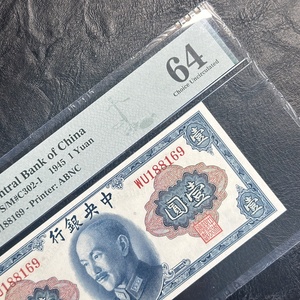 64
Choice Uncirculated
ntral Bank of China
S/M#C302-1 1945 1 Yuan
188169 - Printer: ABNC
WU188169
行銀央中
壹
圓
壹
188169